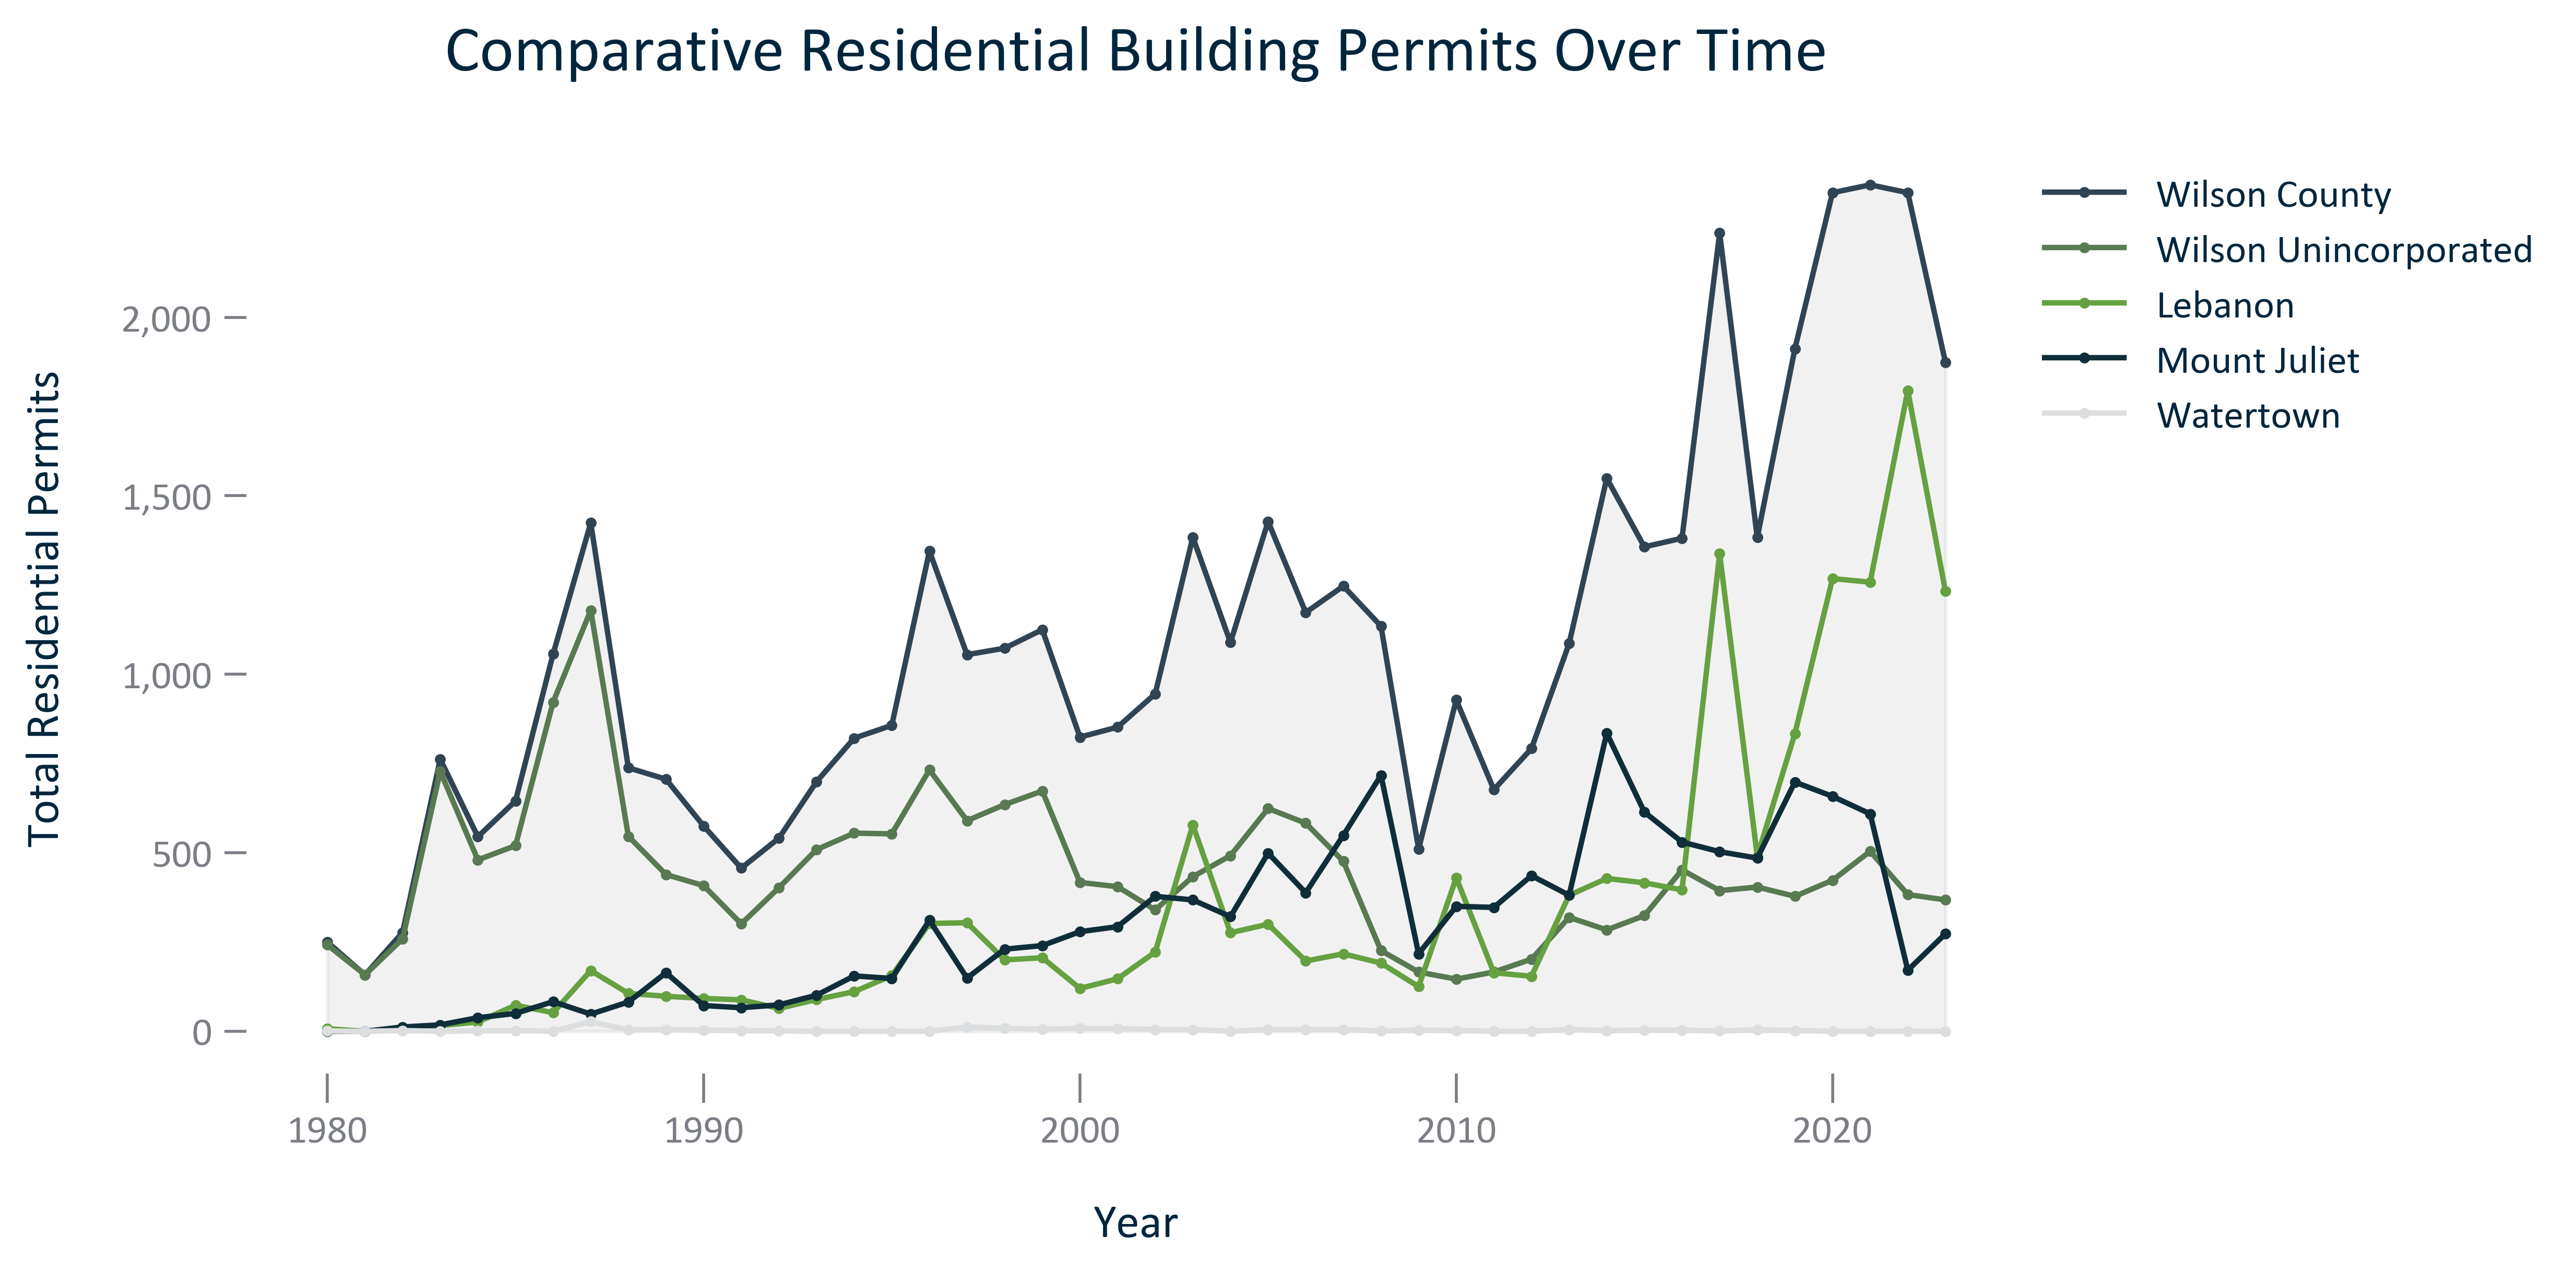 Comparative Residential Building Permits Over Time
Wilson County
Wilson Unincorporated
Lebanon
Mount Juliet
Watertown
Total Residential Permits
2,000
1,500
1,000
500
0
1980 1990 2000 2010 2020
Year